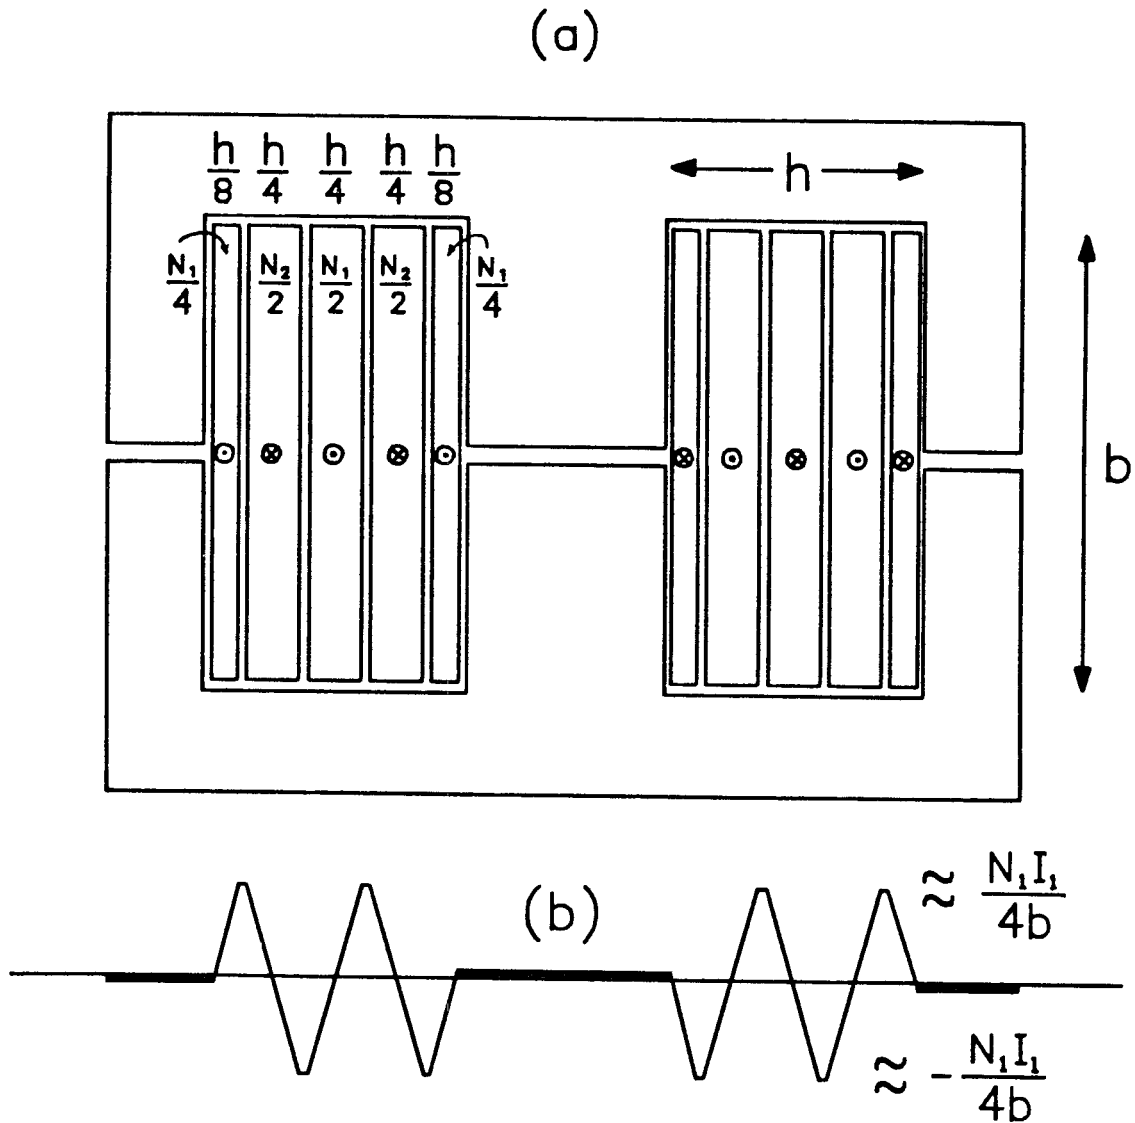 (a)
h/8 h/4 h/4 h/4 h/8
h
N₁/4 N₂/2 N₁/2 N₂/2 N₁/4
b
(b)
≈ N₁I₁/4b
≈ - N₁I₁/4b